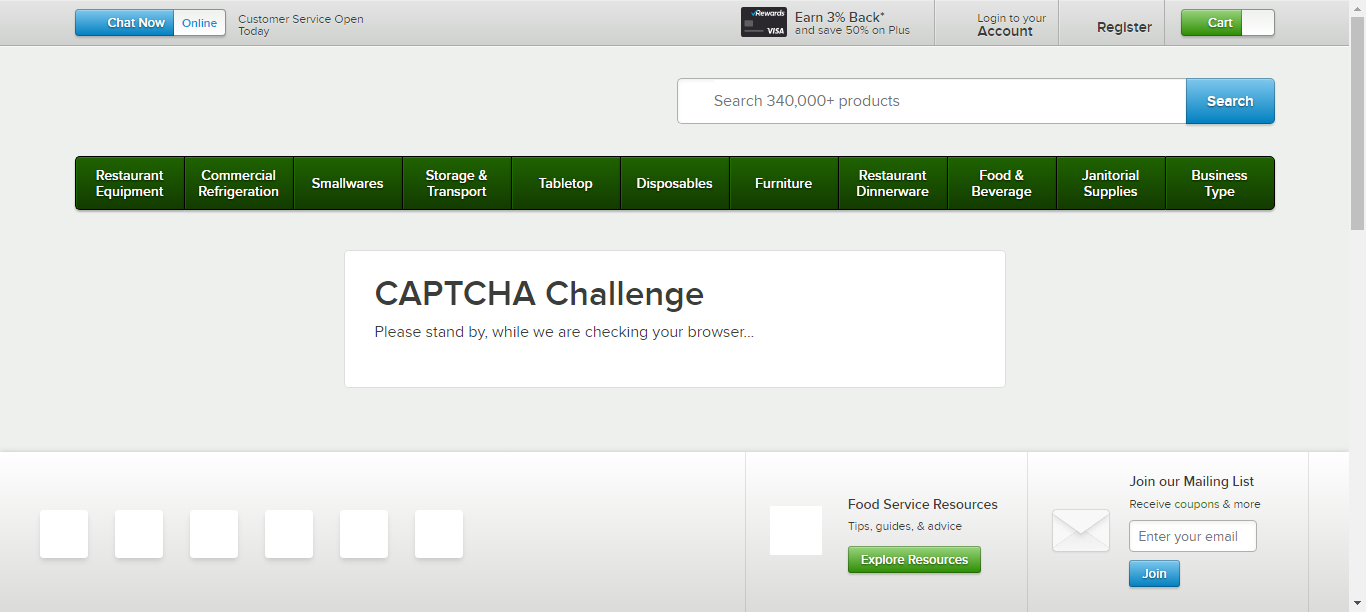 Chat Now
Online
Customer Service Open
Today
vRewards
VISA
Earn 3% Back*
and save 50% on Plus
Login to your
Account
Register
Cart
Search 340,000+ products
Search
Restaurant
Equipment
Commercial
Refrigeration
Smallwares
Storage &
Transport
Tabletop
Disposables
Furniture
Restaurant
Dinnerware
Food &
Beverage
Janitorial
Supplies
Business
Type
CAPTCHA Challenge
Please stand by, while we are checking your browser...
Food Service Resources
Tips, guides, & advice
Explore Resources
Join our Mailing List
Receive coupons & more
Enter your email
Join